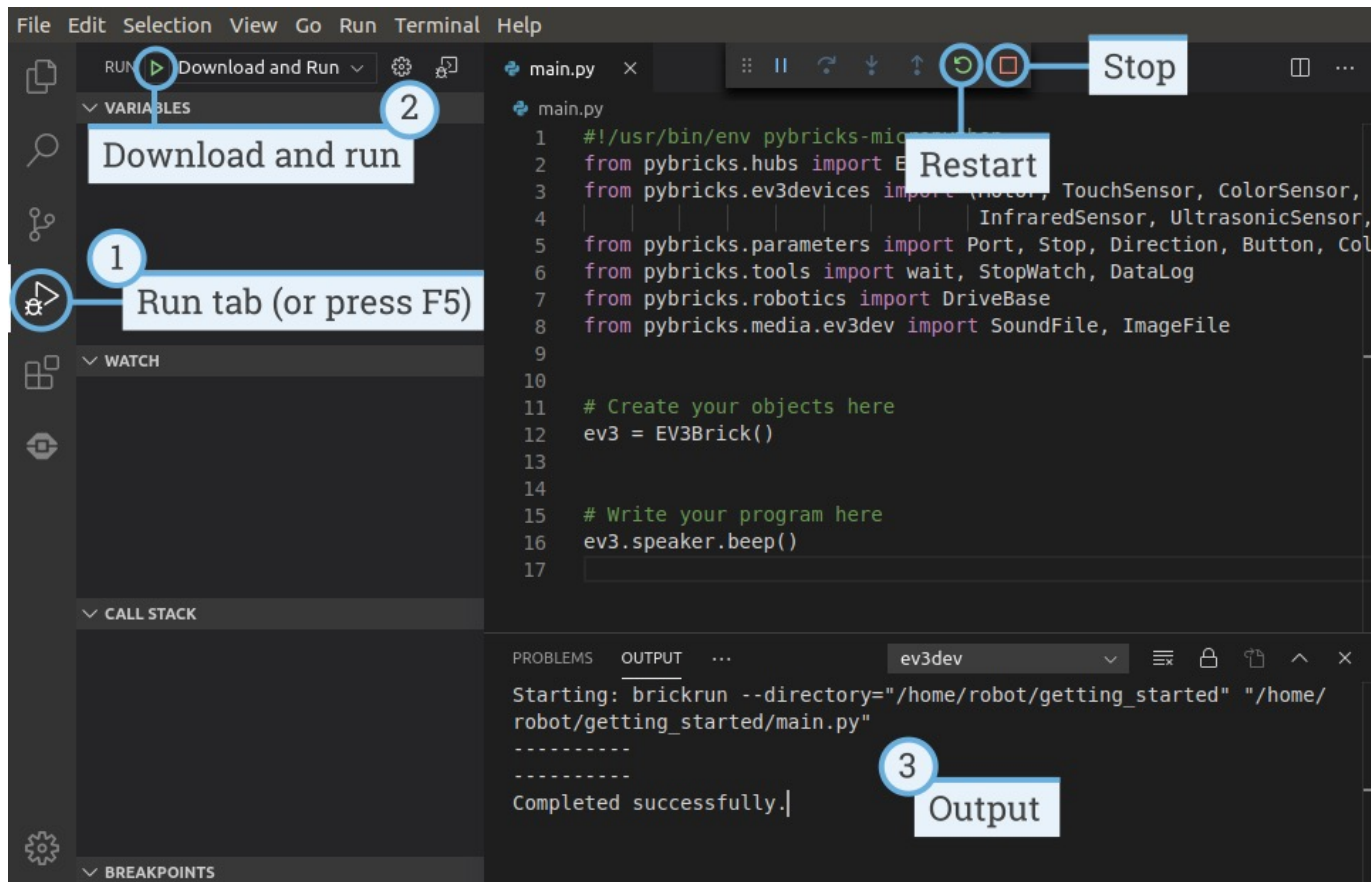 File Edit Selection View Go Run Terminal Help
RUN Download and Run
2
VARIABLES
Download and run
1
Run tab (or press F5)
WATCH
CALL STACK
BREAKPOINTS
main.py
Stop
Restart
main.py
1 #!/usr/bin/env
2 from pybricks.hubs import
3 from pybricks.ev3devices import TouchSensor, ColorSensor,
4 InfraredSensor, UltrasonicSensor,
5 from pybricks.parameters import Port, Stop, Direction, Button,
6 from pybricks.tools import wait, StopWatch, DataLog
7 from pybricks.robotics import DriveBase
8 from pybricks.media.ev3dev import SoundFile, ImageFile
9
10
11 # Create your objects here
12 ev3 = EV3Brick()
13
14
15 # Write your program here
16 ev3.speaker.beep()
17
PROBLEMS OUTPUT ··· ev3dev
Starting: brickrun --directory="/home/robot/getting_started" "/home/
robot/getting_started/main.py"
----------
----------
Completed successfully.
3
Output